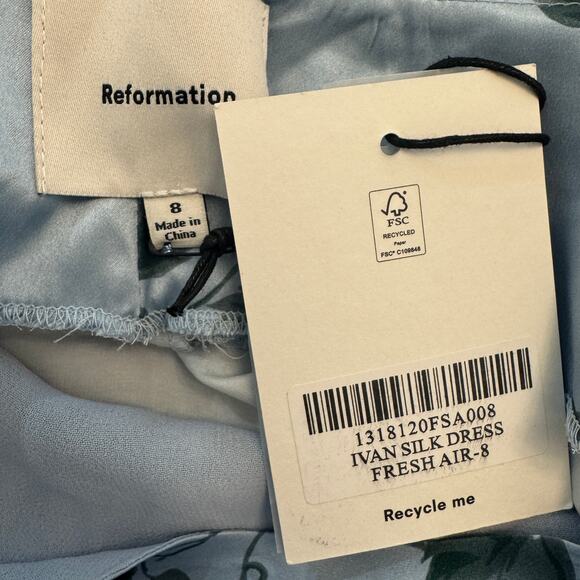 Reformation
8
Made in
China
FSC
RECYCLED
Paper
FSC® C109848
1318120FSA008
IVAN SILK DRESS
FRESH AIR-8
Recycle me